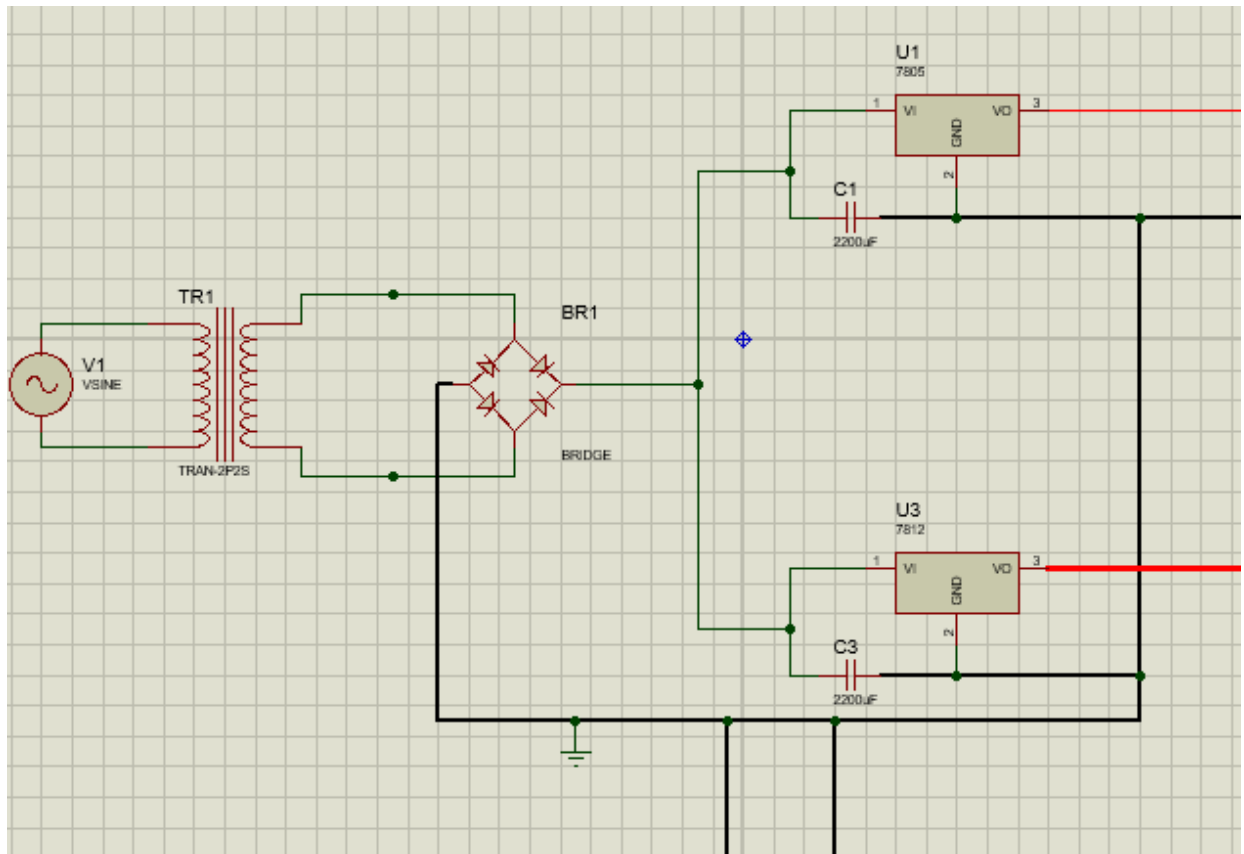 U1
7805
1
VI
VO
3
GND
2
C1
2200uF
TR1
BR1
V1
VSINE
BRIDGE
TRAN-2P2S
U3
7812
1
VI
VO
3
GND
2
C3
2200uF